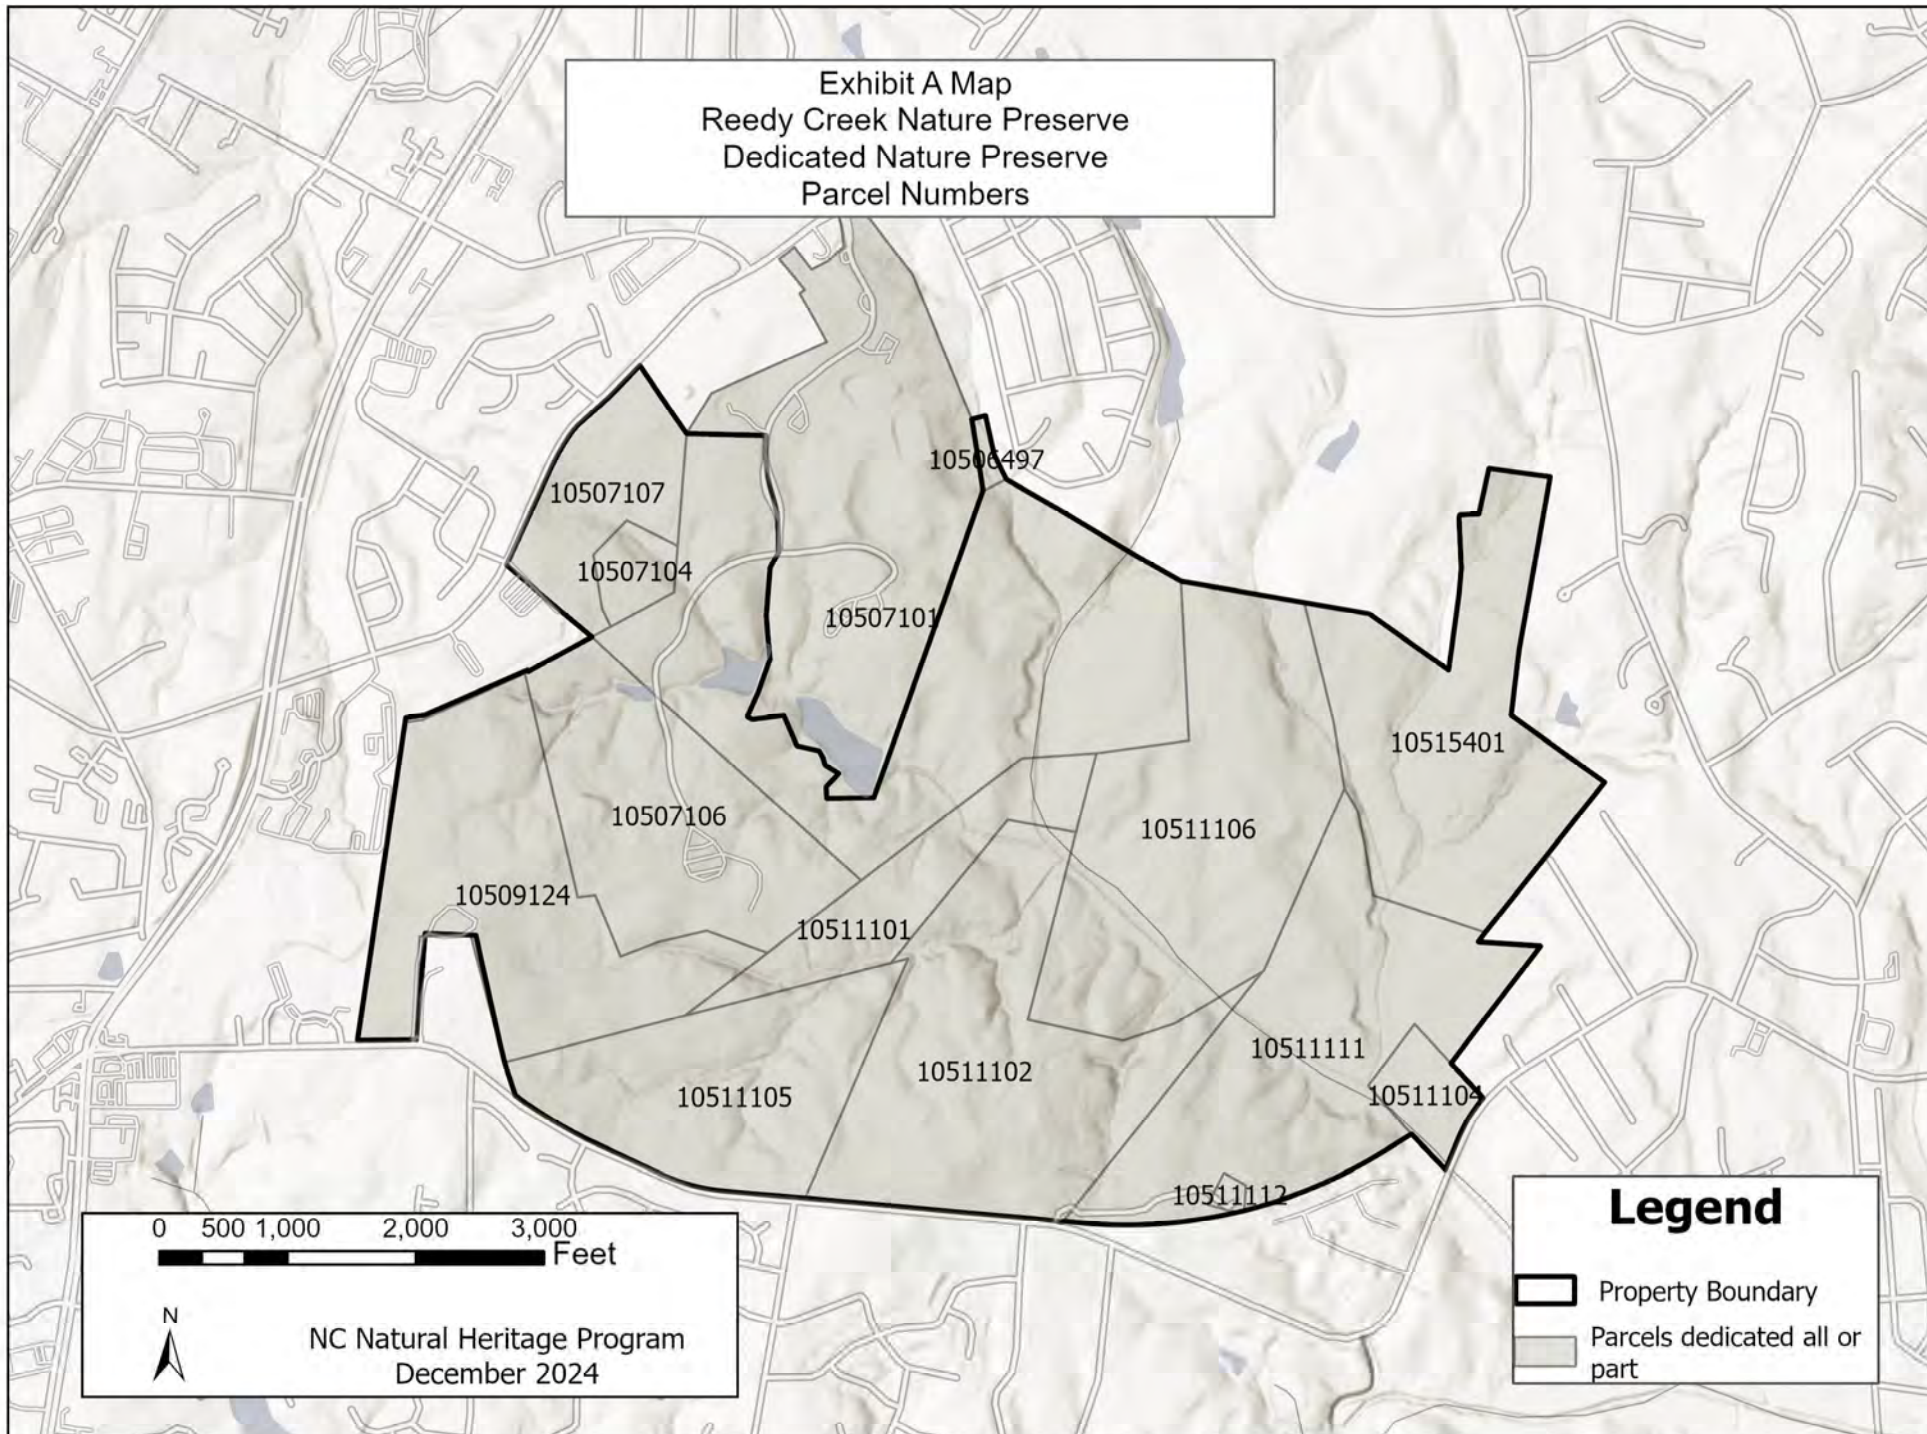 Exhibit A Map
Reedy Creek Nature Preserve
Dedicated Nature Preserve
Parcel Numbers
10506497
10507107
10507104
10507101
10515401
10507106
10511106
10509124
10511101
10511111
10511102
10511105
10511104
10511112
0 500 1,000 2,000 3,000
Feet
N
NC Natural Heritage Program
December 2024
Legend
Property Boundary
Parcels dedicated all or
part